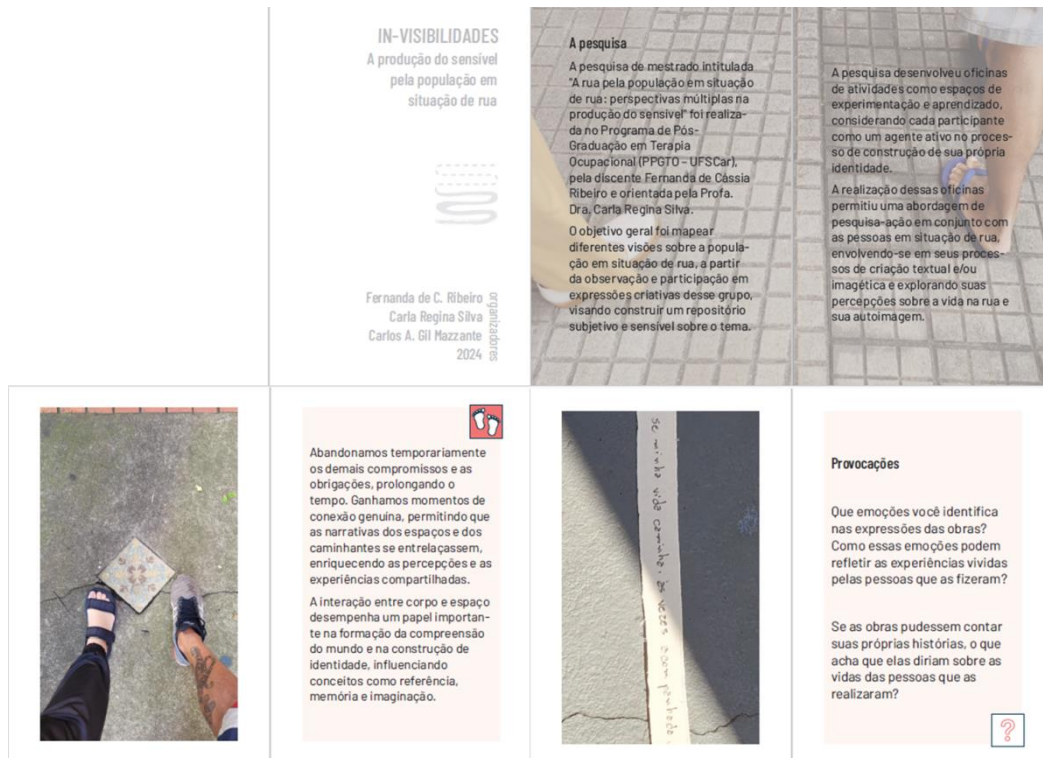 IN-VISIBILIDADES
A produção do sensível
pela população em
situação de rua
Fernanda de C. Ribeiro
Carla Regina Silva
Carlos A. Gil Mazzante
2024
organizadores
A pesquisa
A pesquisa de mestrado intitulada
"A rua pela população em situação
de rua: perspectivas múltiplas na
produção do sensível" foi realiza-
da no Programa de Pós-
Graduação em Terapia
Ocupacional (PPGTO – UFSCar),
pela discente Fernanda de Cássia
Ribeiro e orientada pela Profa.
Dra. Carla Regina Silva.
O objetivo geral foi mapear
diferentes visões sobre a popula-
ção em situação de rua, a partir
da observação e participação em
expressões criativas desse grupo,
visando construir um repositório
subjetivo e sensível sobre o tema.
A pesquisa desenvolveu oficinas
de atividades como espaços de
experimentação e aprendizado,
considerando cada participante
como um agente ativo no proces-
so de construção de sua própria
identidade.
A realização dessas oficinas
permitiu uma abordagem de
pesquisa-ação em conjunto com
as pessoas em situação de rua,
envolvendo-se em seus proces-
sos de criação textual e/ou
imagética e explorando suas
percepções sobre a vida na rua e
sua autoimagem.
Abandonamos temporariamente
os demais compromissos e as
obrigações, prolongando o
tempo. Ganhamos momentos de
conexão genuína, permitindo que
as narrativas dos espaços e dos
caminhantes se entrelaçassem,
enriquecendo as percepções e as
experiências compartilhadas.
A interação entre corpo e espaço
desempenha um papel importan-
te na formação da compreensão
do mundo e na construção de
identidade, influenciando
conceitos como referência,
memória e imaginação.
se minha vida caminha, às vezes acompanhada,
Provocações
Que emoções você identifica
nas expressões das obras?
Como essas emoções podem
refletir as experiências vividas
pelas pessoas que as fizeram?
Se as obras pudessem contar
suas próprias histórias, o que
acha que elas diriam sobre as
vidas das pessoas que as
realizaram?
?